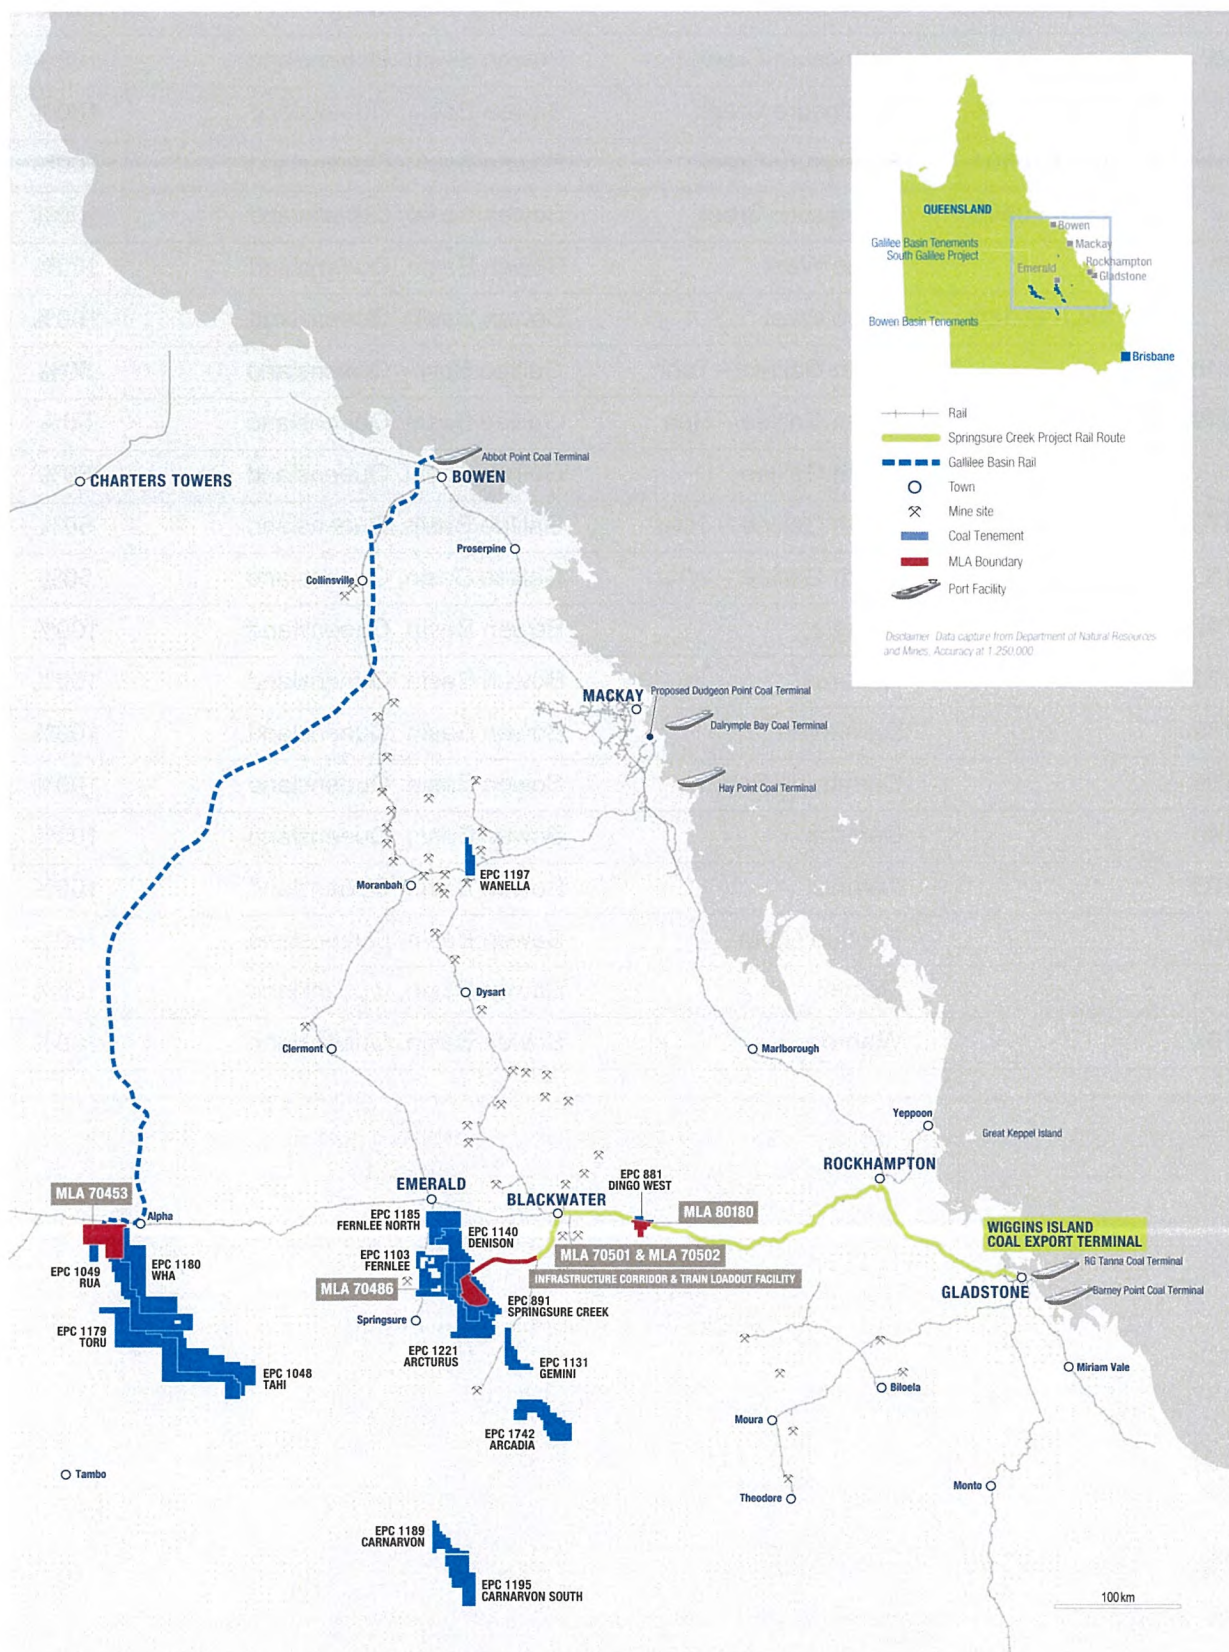 QUEENSLAND
Bowen
Galilee Basin Tenements
Mackay
South Galilee Project
Rockhampton
Emerald
Gladstone
Bowen Basin Tenements
Brisbane
Rail
Springsure Creek Project Rail Route
Gallilee Basin Rail
Town
Mine site
Coal Tenement
MLA Boundary
Port Facility
Disclaimer: Data capture from Department of Natural Resources
and Mines. Accuracy at 1:250,000
Abbot Point Coal Terminal
CHARTERS TOWERS
BOWEN
Proserpine
Collinsville
MACKAY
Proposed Dudgeon Point Coal Terminal
Dalrymple Bay Coal Terminal
Hay Point Coal Terminal
EPC 1197
WANELLA
Moranbah
Dysart
Clermont
Marlborough
Yeppoon
Great Keppel Island
ROCKHAMPTON
EPC 881
DINGO WEST
MLA 70453
EMERALD
BLACKWATER
MLA 80180
Alpha
EPC 1185
FERNLEE NORTH
EPC 1140
DENISON
WIGGINS ISLAND
COAL EXPORT TERMINAL
EPC 1103
FERNLEE
MLA 70501 & MLA 70502
INFRASTRUCTURE CORRIDOR & TRAIN LOADOUT FACILITY
RG Tanna Coal Terminal
EPC 1049
RUA
EPC 1180
WHA
MLA 70486
GLADSTONE
Barney Point Coal Terminal
EPC 891
SPRINGSURE CREEK
Springsure
EPC 1179
TORU
EPC 1221
ARCTURUS
EPC 1131
GEMINI
EPC 1048
TAHI
Miriam Vale
Biloela
Moura
EPC 1742
ARCADIA
Tambo
Theodore
Monto
EPC 1189
CARNARVON
EPC 1195
CARNARVON SOUTH
100km